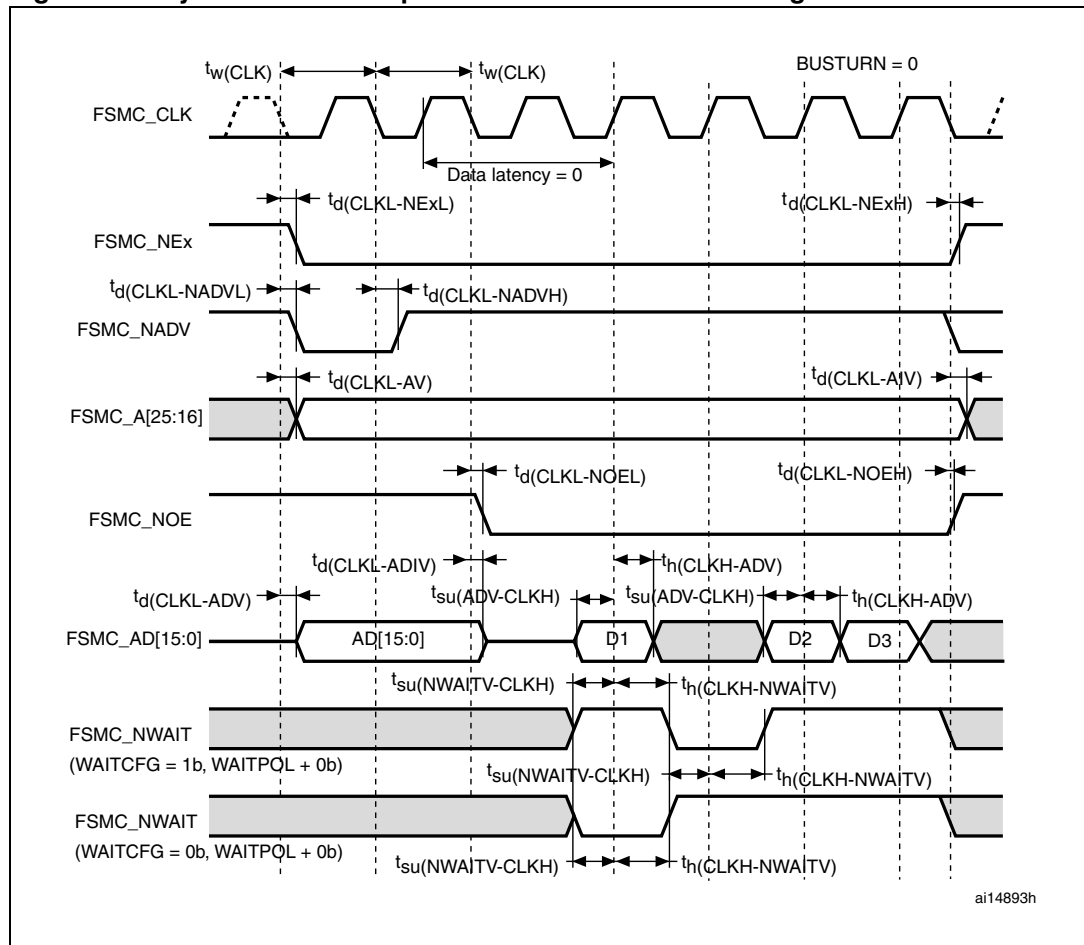 BUSTURN = 0
tw(CLK) tw(CLK)
FSMC_CLK
Data latency = 0
td(CLKL-NExL) td(CLKL-NExH)
FSMC_NEx
td(CLKL-NADVL) td(CLKL-NADVH)
FSMC_NADV
td(CLKL-AV) td(CLKL-AIV)
FSMC_A[25:16]
td(CLKL-NOEL) td(CLKL-NOEH)
FSMC_NOE
td(CLKL-ADIV) th(CLKH-ADV)
td(CLKL-ADV) tsu(ADV-CLKH) tsu(ADV-CLKH) th(CLKH-ADV)
FSMC_AD[15:0] AD[15:0] D1 D2 D3
tsu(NWAITV-CLKH) th(CLKH-NWAITV)
FSMC_NWAIT
(WAITCFG = 1b, WAITPOL + 0b)
tsu(NWAITV-CLKH) th(CLKH-NWAITV)
FSMC_NWAIT
(WAITCFG = 0b, WAITPOL + 0b)
tsu(NWAITV-CLKH) th(CLKH-NWAITV)
ai14893h